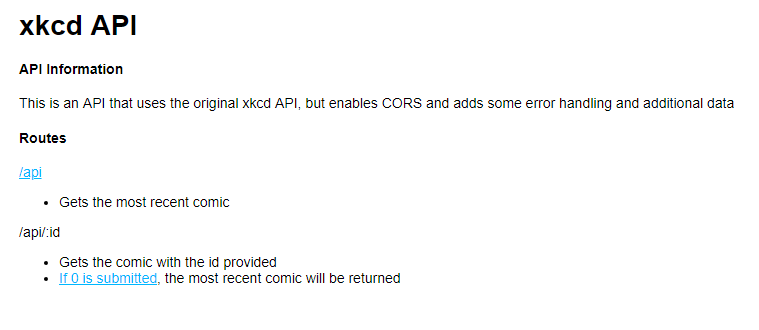 xkcd API
API Information
This is an API that uses the original xkcd API, but enables CORS and adds some error handling and additional data
Routes
/api
• Gets the most recent comic
/api/:id
• Gets the comic with the id provided
• If 0 is submitted, the most recent comic will be returned